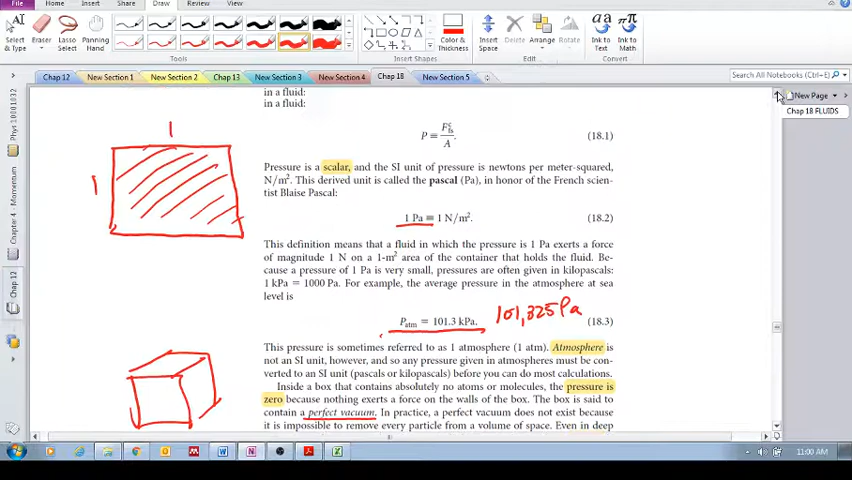 File Home Insert Draw History Review View
Select & Type
Eraser
Lasso Select
Panning Hand
Color & Thickness
Insert Space
Delete
Arrange
Rotate
Ink to Text
Ink to Math
Tools
Insert Shapes
Edit
Convert
Chap 12
New Section 1
New Section 2
Chap 13
New Section 3
New Section 4
Chap 18
New Section 5
Search All Notebooks (Ctrl+E)
New Page
Chap 18 FLUIDS
Phys 10001012
Chapter 4 - Momentum
Chap 12
in a fluid:
in a fluid:
1
1
(18.1)
Pressure is a scalar, and the SI unit of pressure is newtons per meter-squared,
N/m². This derived unit is called the pascal (Pa), in honor of the French scien-
tist Blaise Pascal:
1 Pa ≡ 1 N/m². (18.2)
This definition means that a fluid in which the pressure is 1 Pa exerts a force
of magnitude 1 N on a 1-m² area of the container that holds the fluid. Be-
cause a pressure of 1 Pa is very small, pressures are often given in kilopascals:
1 kPa = 1000 Pa. For example, the average pressure in the atmosphere at sea
level is
P atm = 101.3 kPa. 101,325 Pa (18.3)
This pressure is sometimes referred to as 1 atmosphere (1 atm). Atmosphere is
not an SI unit, however, and so any pressure given in atmospheres must be con-
verted to an SI unit (pascals or kilopascals) before you can do most calculations.
Inside a box that contains absolutely no atoms or molecules, the pressure is
zero because nothing exerts a force on the walls of the box. The box is said to
contain a perfect vacuum. In practice, a perfect vacuum does not exist because
it is impossible to remove every particle from a volume of space. Even in deep
11:00 AM